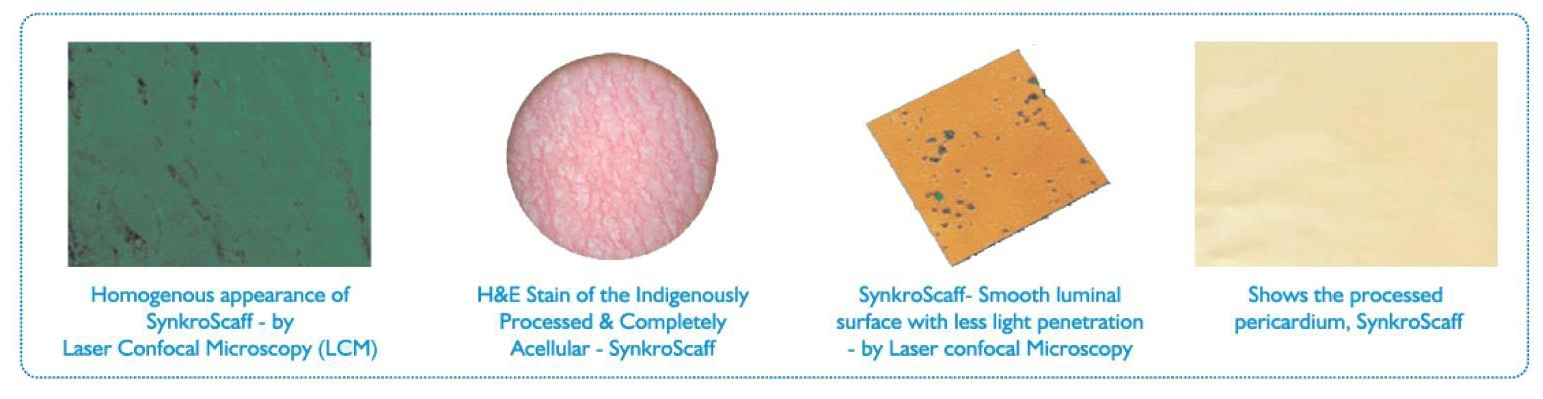 Homogenous appearance of
SynkroScaff - by
Laser Confocal Microscopy (LCM)
H&E Stain of the Indigenously
Processed & Completely
Acellular - SynkroScaff
SynkroScaff- Smooth luminal
surface with less light penetration
- by Laser confocal Microscopy
Shows the processed
pericardium, SynkroScaff